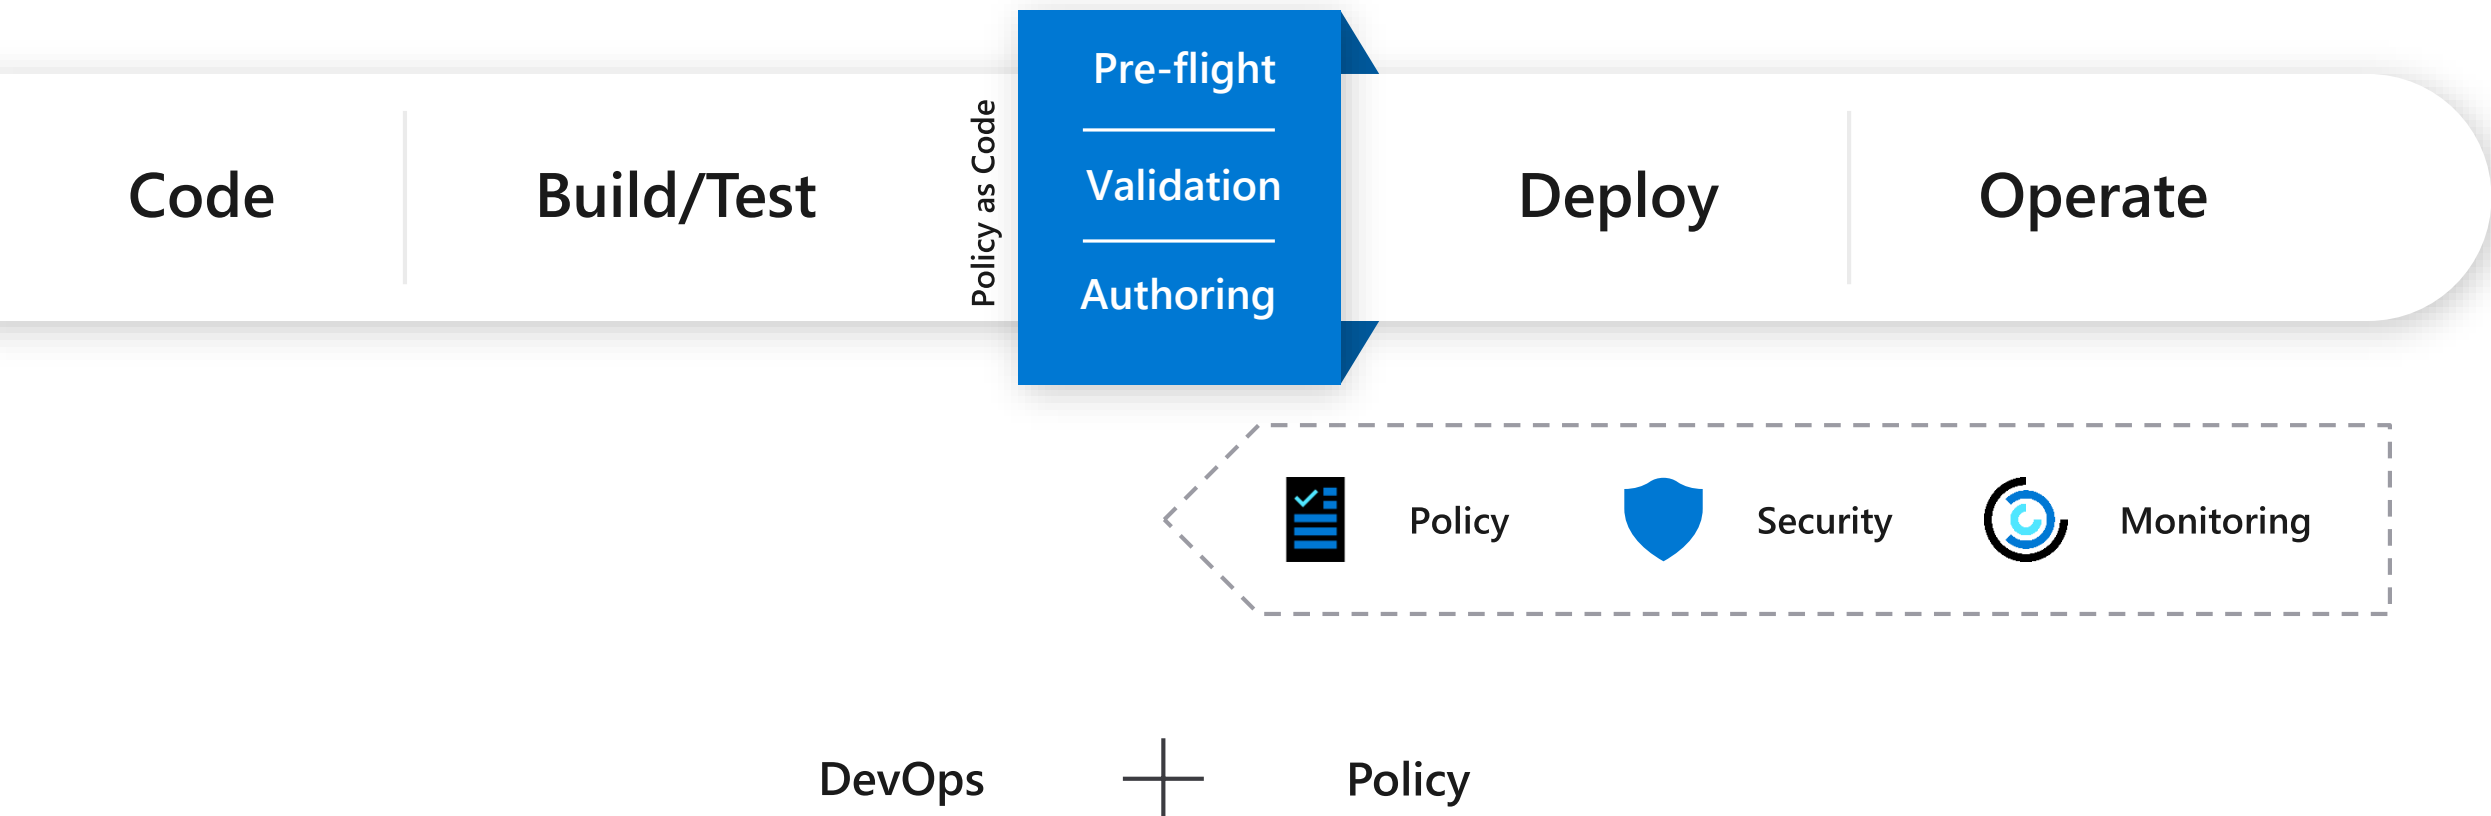 Code
Build/Test
Policy as Code
Pre-flight
Validation
Authoring
Deploy
Operate
Policy
Security
Monitoring
DevOps
Policy